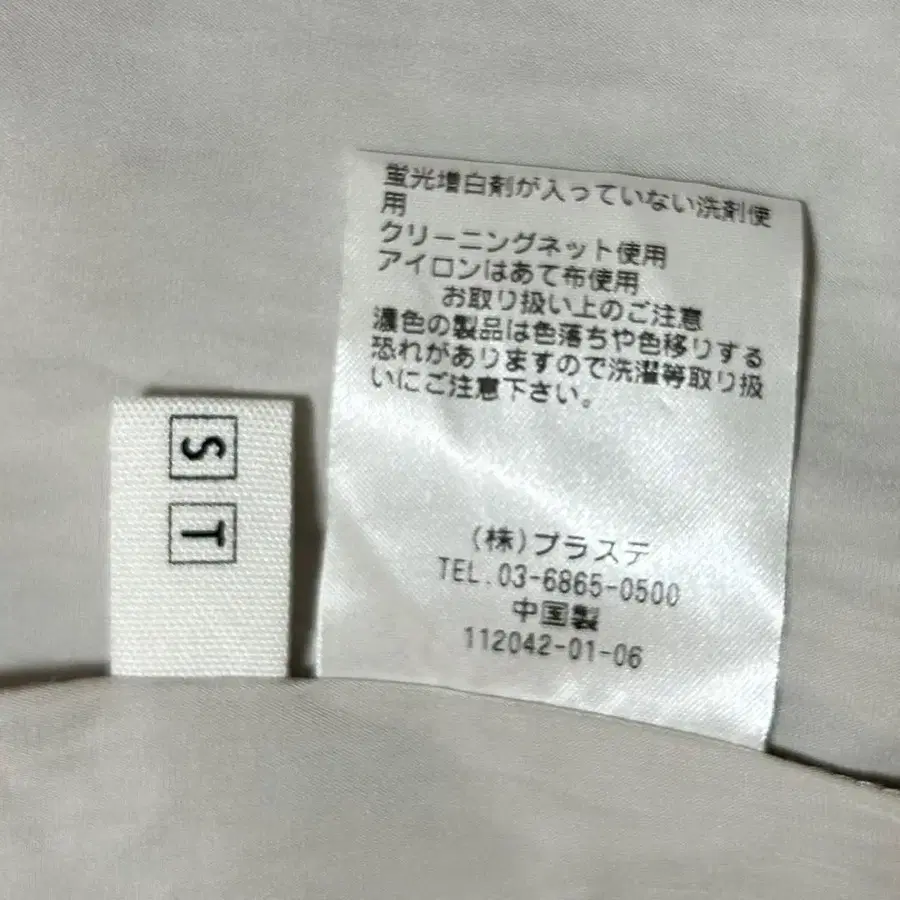 蛍光増白剤が入っていない洗剤使
用
クリーニングネット使用
アイロンはあて布使用
お取り扱い上のご注意
濃色の製品は色落ちや色移りする
恐れがありますので洗濯等取り扱
いにご注意下さい。
(株)プラステ
TEL.03-6865-0500
中国製
112042-01-06
S T